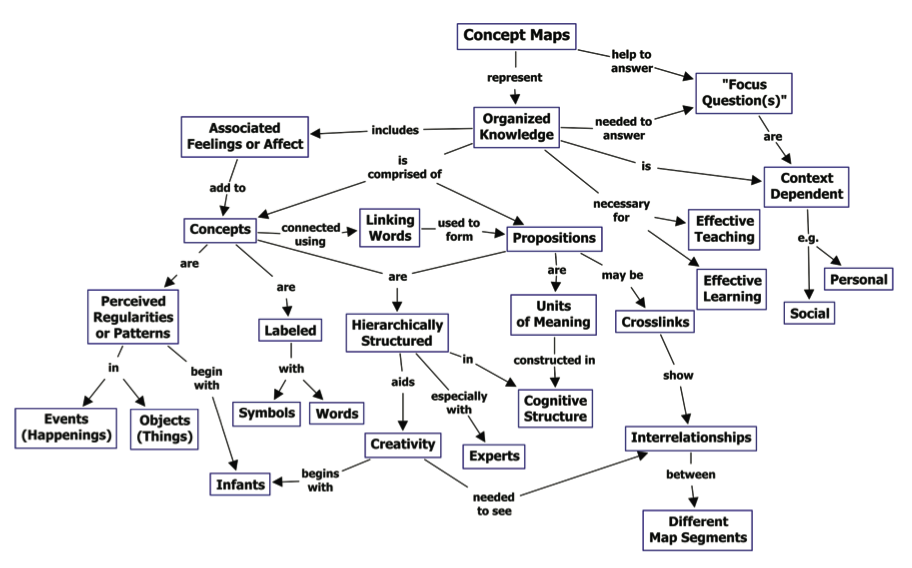 Concept Maps
help to
answer
represent
"Focus
Question(s)"
Organized
Knowledge
needed to
answer
includes
Associated
Feelings or Affect
are
is
comprised of
is
Context
Dependent
add to
necessary
for
Concepts
connected
using
Linking
Words
used to
form
Propositions
Effective
Teaching
e.g.
Personal
are
are
are
are
may be
Effective
Learning
Social
Perceived
Regularities
or Patterns
Labeled
Hierarchically
Structured
Units
of Meaning
Crosslinks
in
begin
with
with
aids
in
especially
with
constructed in
show
Events
(Happenings)
Objects
(Things)
Symbols
Words
Cognitive
Structure
Creativity
Experts
Interrelationships
Infants
begins
with
needed
to see
between
Different
Map Segments